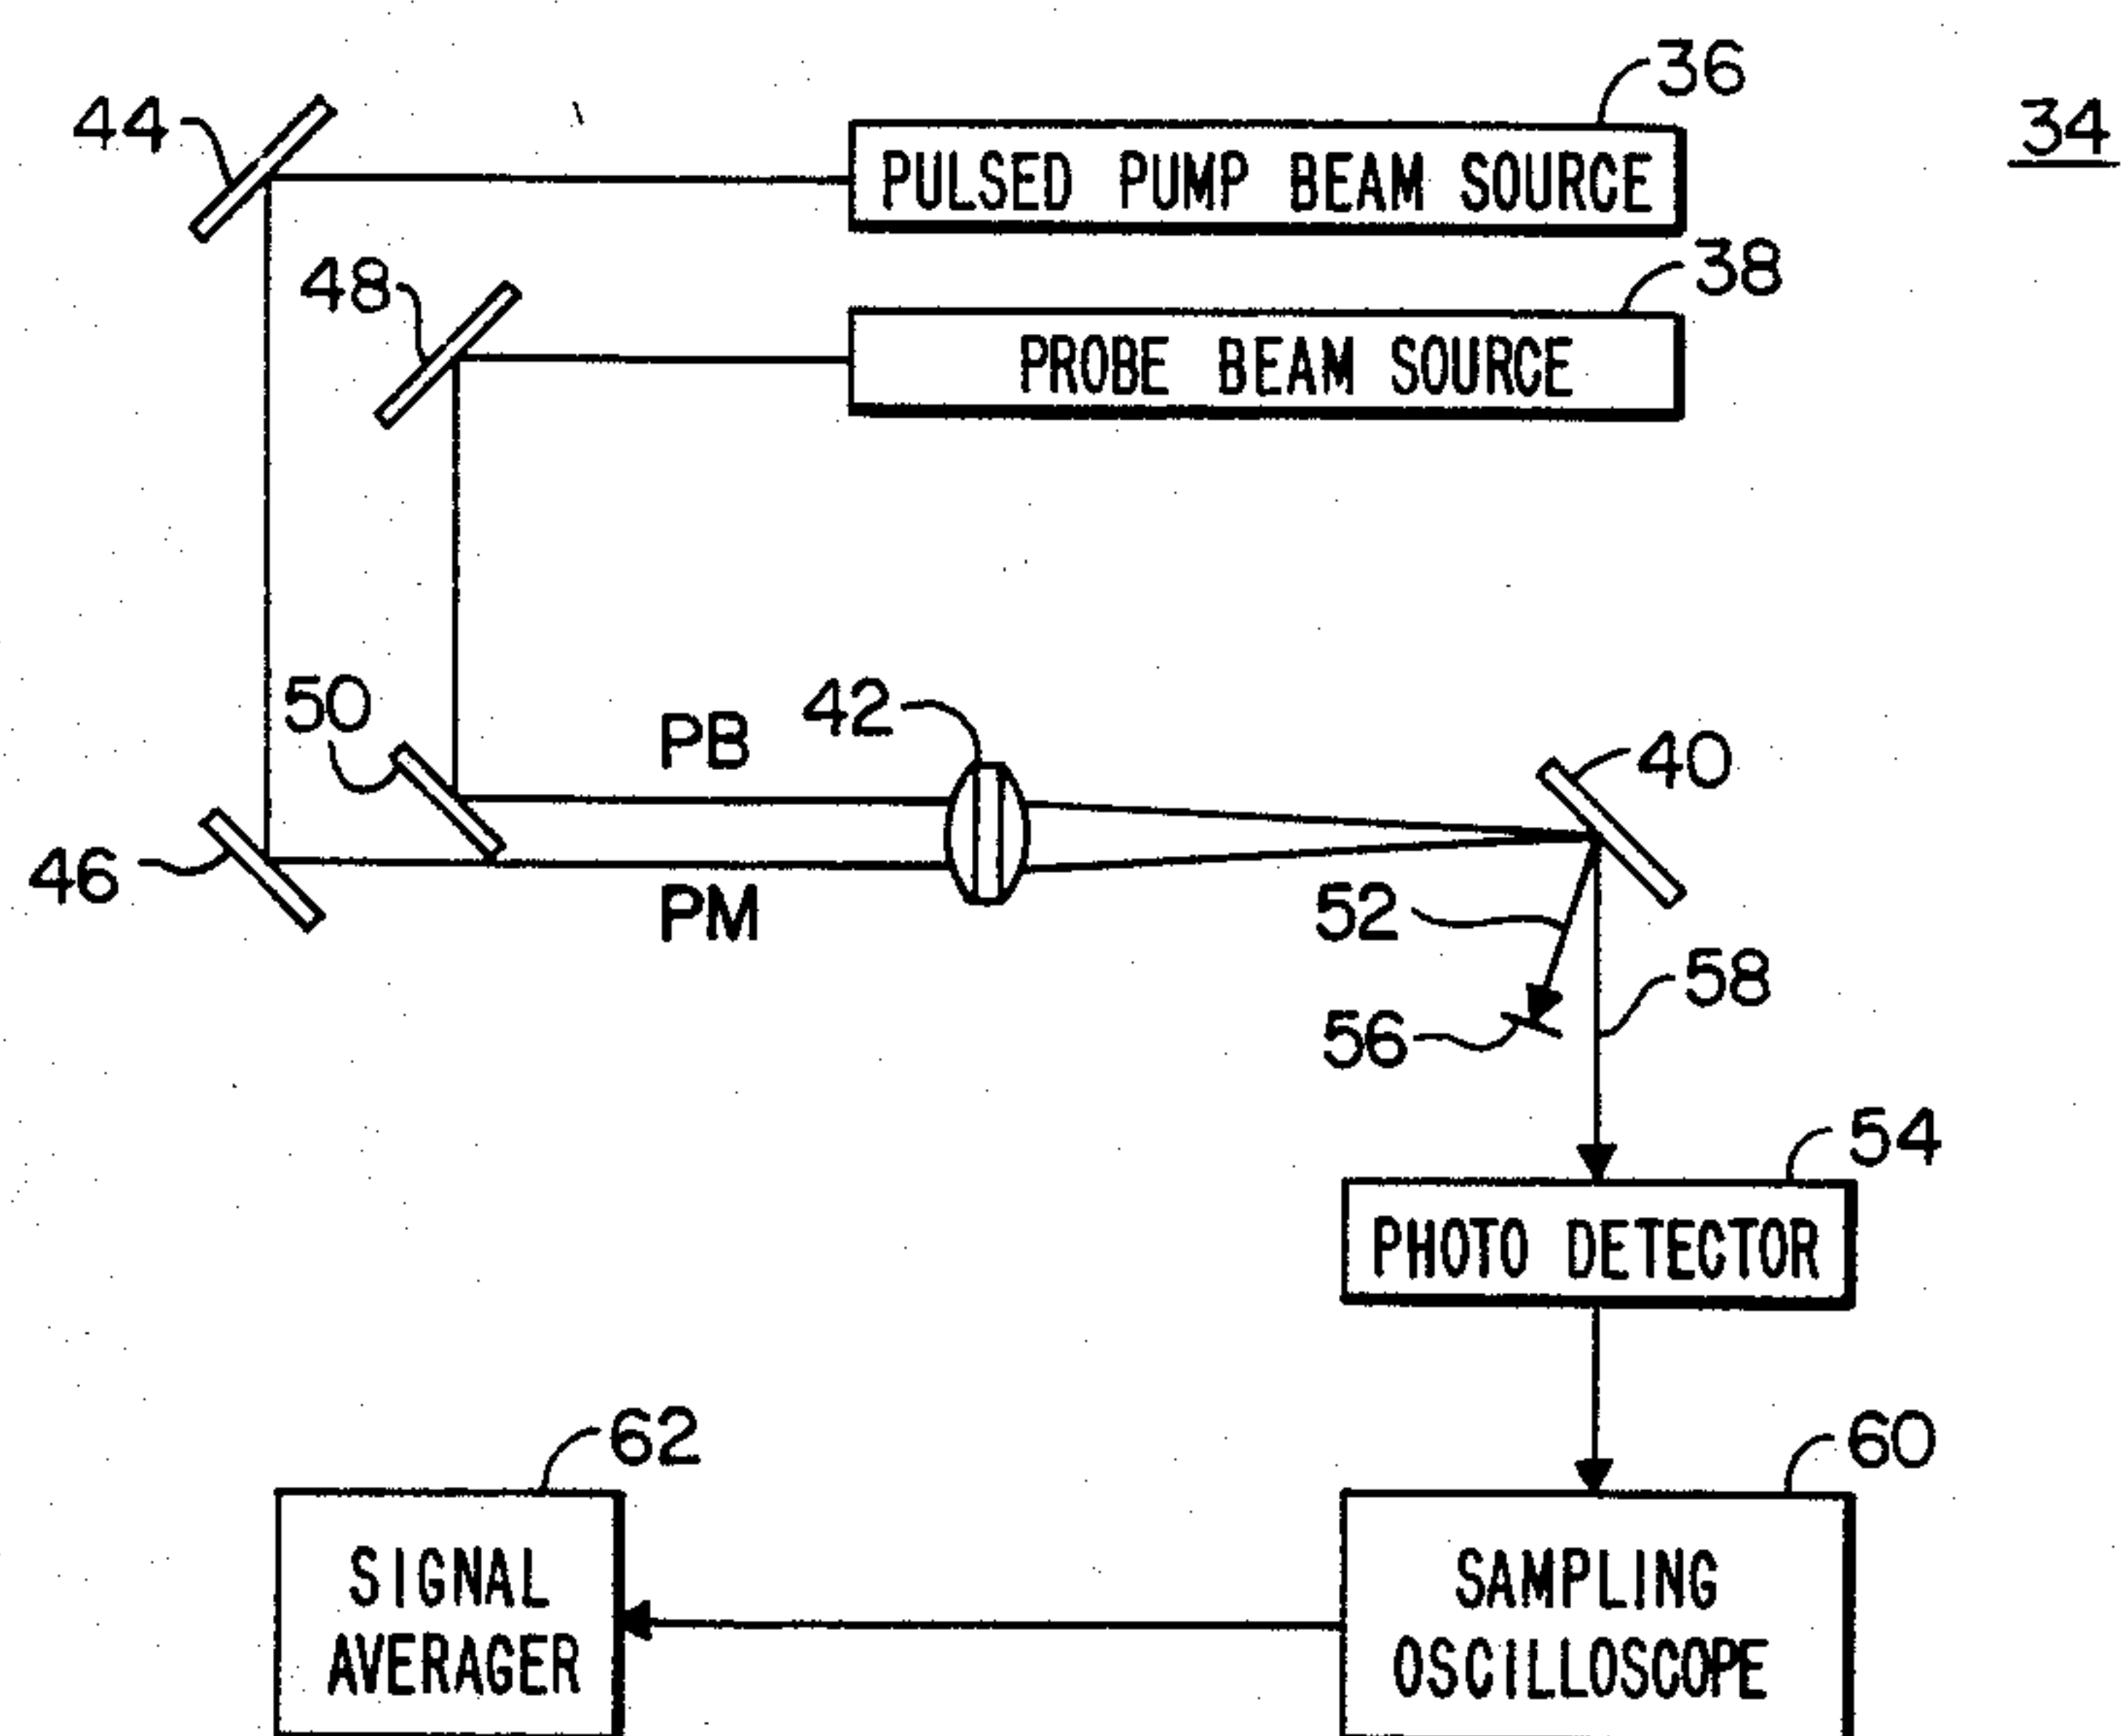 36
34
44
PULSED PUMP BEAM SOURCE
38
48
PROBE BEAM SOURCE
50
PB
42
40
46
PM
52
58
56
54
PHOTO DETECTOR
62
60
SIGNAL
AVERAGER
SAMPLING
OSCILLOSCOPE